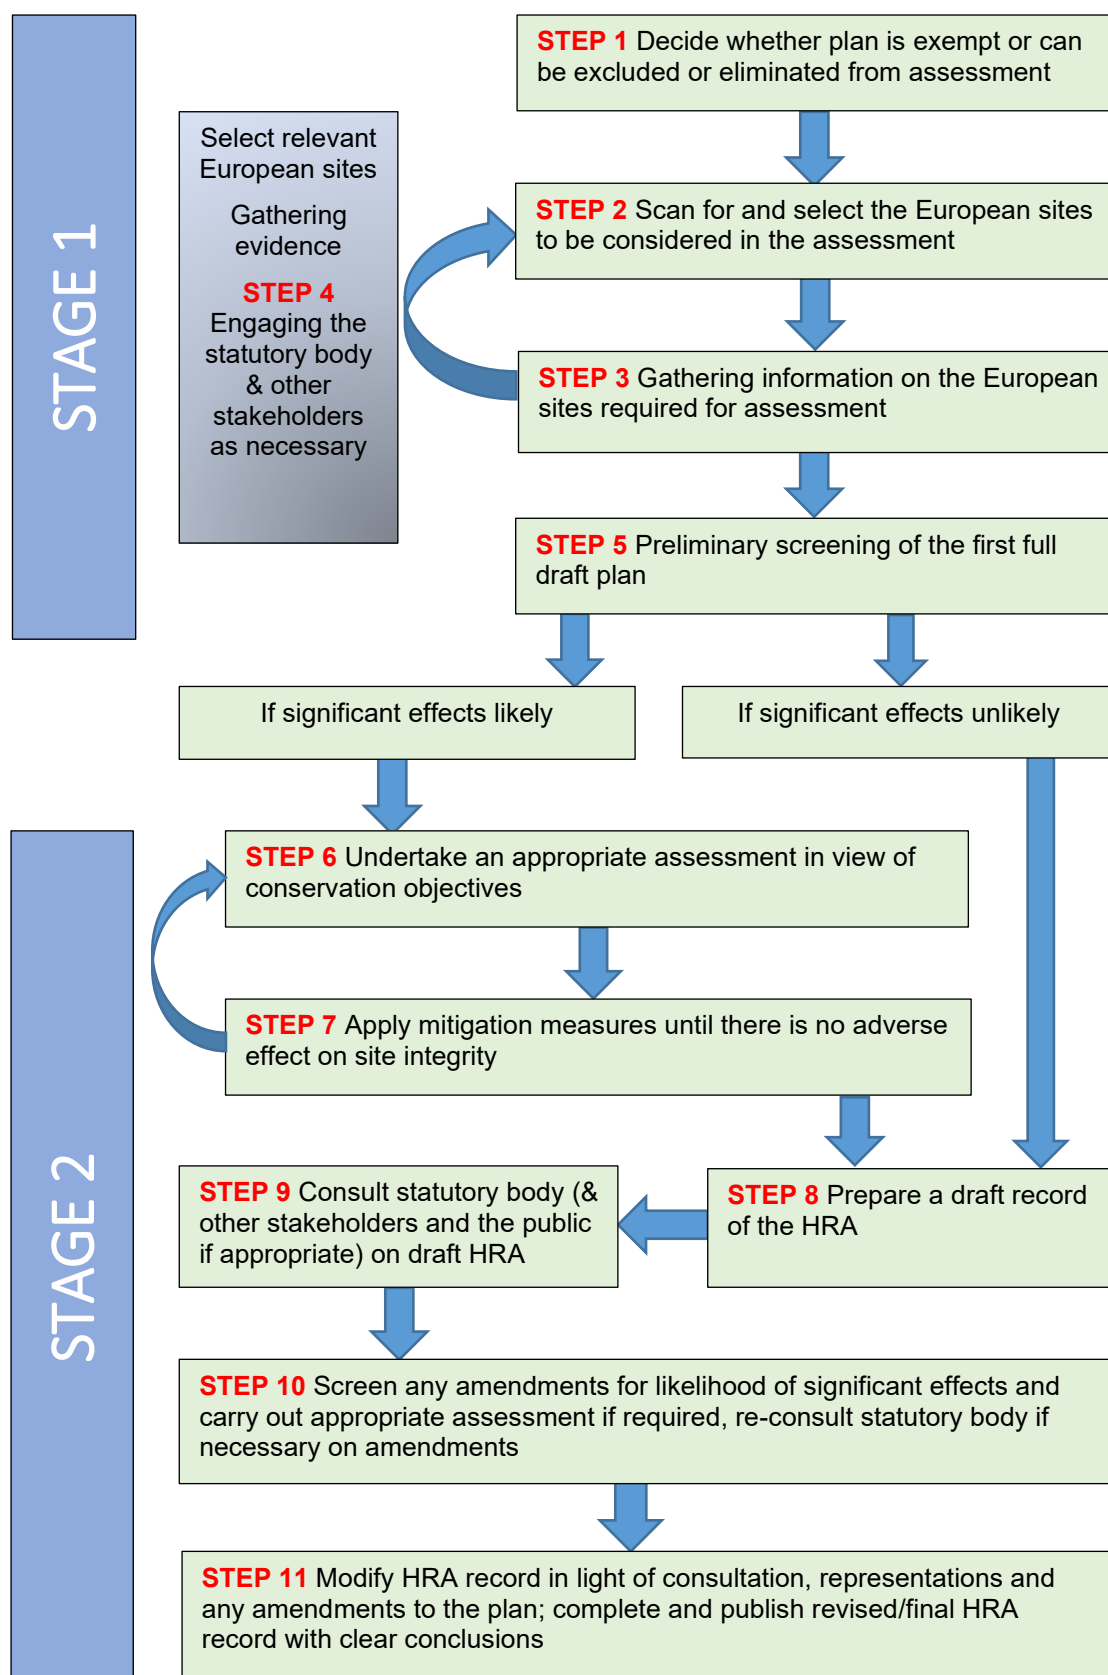 STAGE 1
STEP 1 Decide whether plan is exempt or can
be excluded or eliminated from assessment
Select relevant
European sites
Gathering
evidence
STEP 4
Engaging the
statutory body
& other
stakeholders
as necessary
STEP 2 Scan for and select the European sites
to be considered in the assessment
STEP 3 Gathering information on the European
sites required for assessment
STEP 5 Preliminary screening of the first full
draft plan
If significant effects likely
If significant effects unlikely
STAGE 2
STEP 6 Undertake an appropriate assessment in view of
conservation objectives
STEP 7 Apply mitigation measures until there is no adverse
effect on site integrity
STEP 8 Prepare a draft record
of the HRA
STEP 9 Consult statutory body (&
other stakeholders and the public
if appropriate) on draft HRA
STEP 10 Screen any amendments for likelihood of significant effects and
carry out appropriate assessment if required, re-consult statutory body if
necessary on amendments
STEP 11 Modify HRA record in light of consultation, representations and
any amendments to the plan; complete and publish revised/final HRA
record with clear conclusions